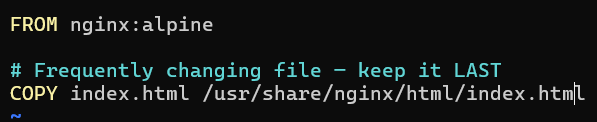 FROM nginx:alpine
# Frequently changing file — keep it LAST
COPY index.html /usr/share/nginx/html/index.html
~